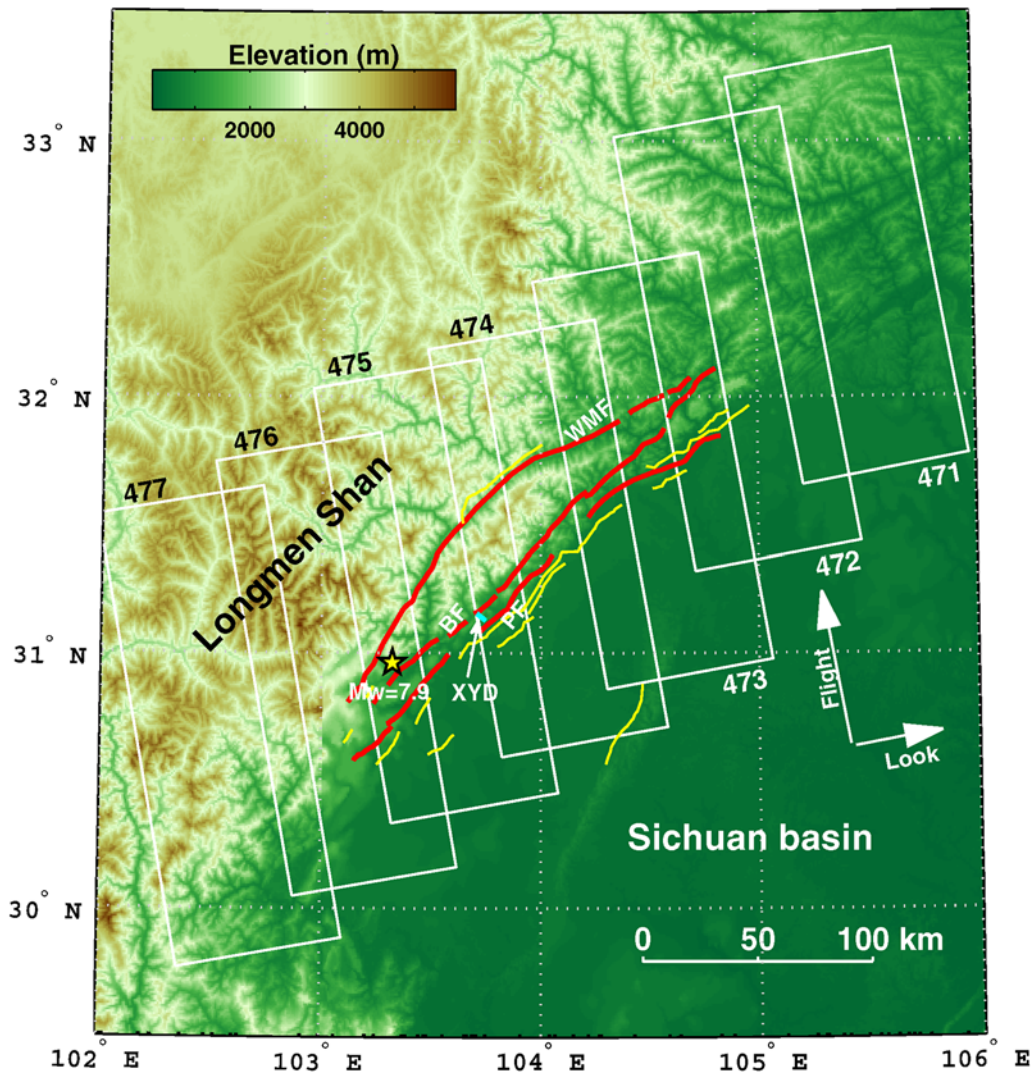 Elevation (m)
2000 4000
33° N
32° N
31° N
30° N
474
475
476
477
WMF
Longmen Shan
471
472
473
BF
PF
Mw=7.9
XYD
Flight
Look
Sichuan basin
0 50 100 km
102° E 103° E 104° E 105° E 106° E